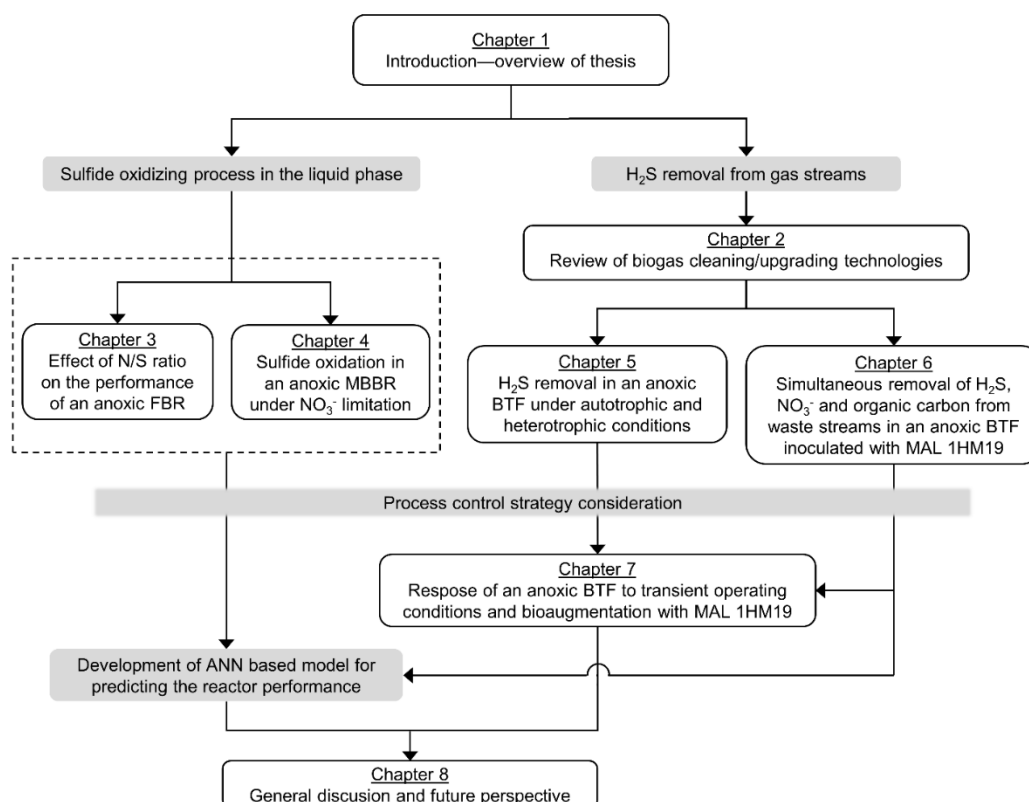 Chapter 1
Introduction—overview of thesis
Sulfide oxidizing process in the liquid phase
H₂S removal from gas streams
Chapter 2
Review of biogas cleaning/upgrading technologies
Chapter 3
Effect of N/S ratio
on the performance
of an anoxic FBR
Chapter 4
Sulfide oxidation in
an anoxic MBBR
under NO₃⁻ limitation
Chapter 5
H₂S removal in an anoxic
BTF under autotrophic and
heterotrophic conditions
Chapter 6
Simultaneous removal of H₂S,
NO₃⁻ and organic carbon from
waste streams in an anoxic BTF
inoculated with MAL 1HM19
Process control strategy consideration
Chapter 7
Respose of an anoxic BTF to transient operating
conditions and bioaugmentation with MAL 1HM19
Development of ANN based model for
predicting the reactor performance
Chapter 8
General discusion and future perspective